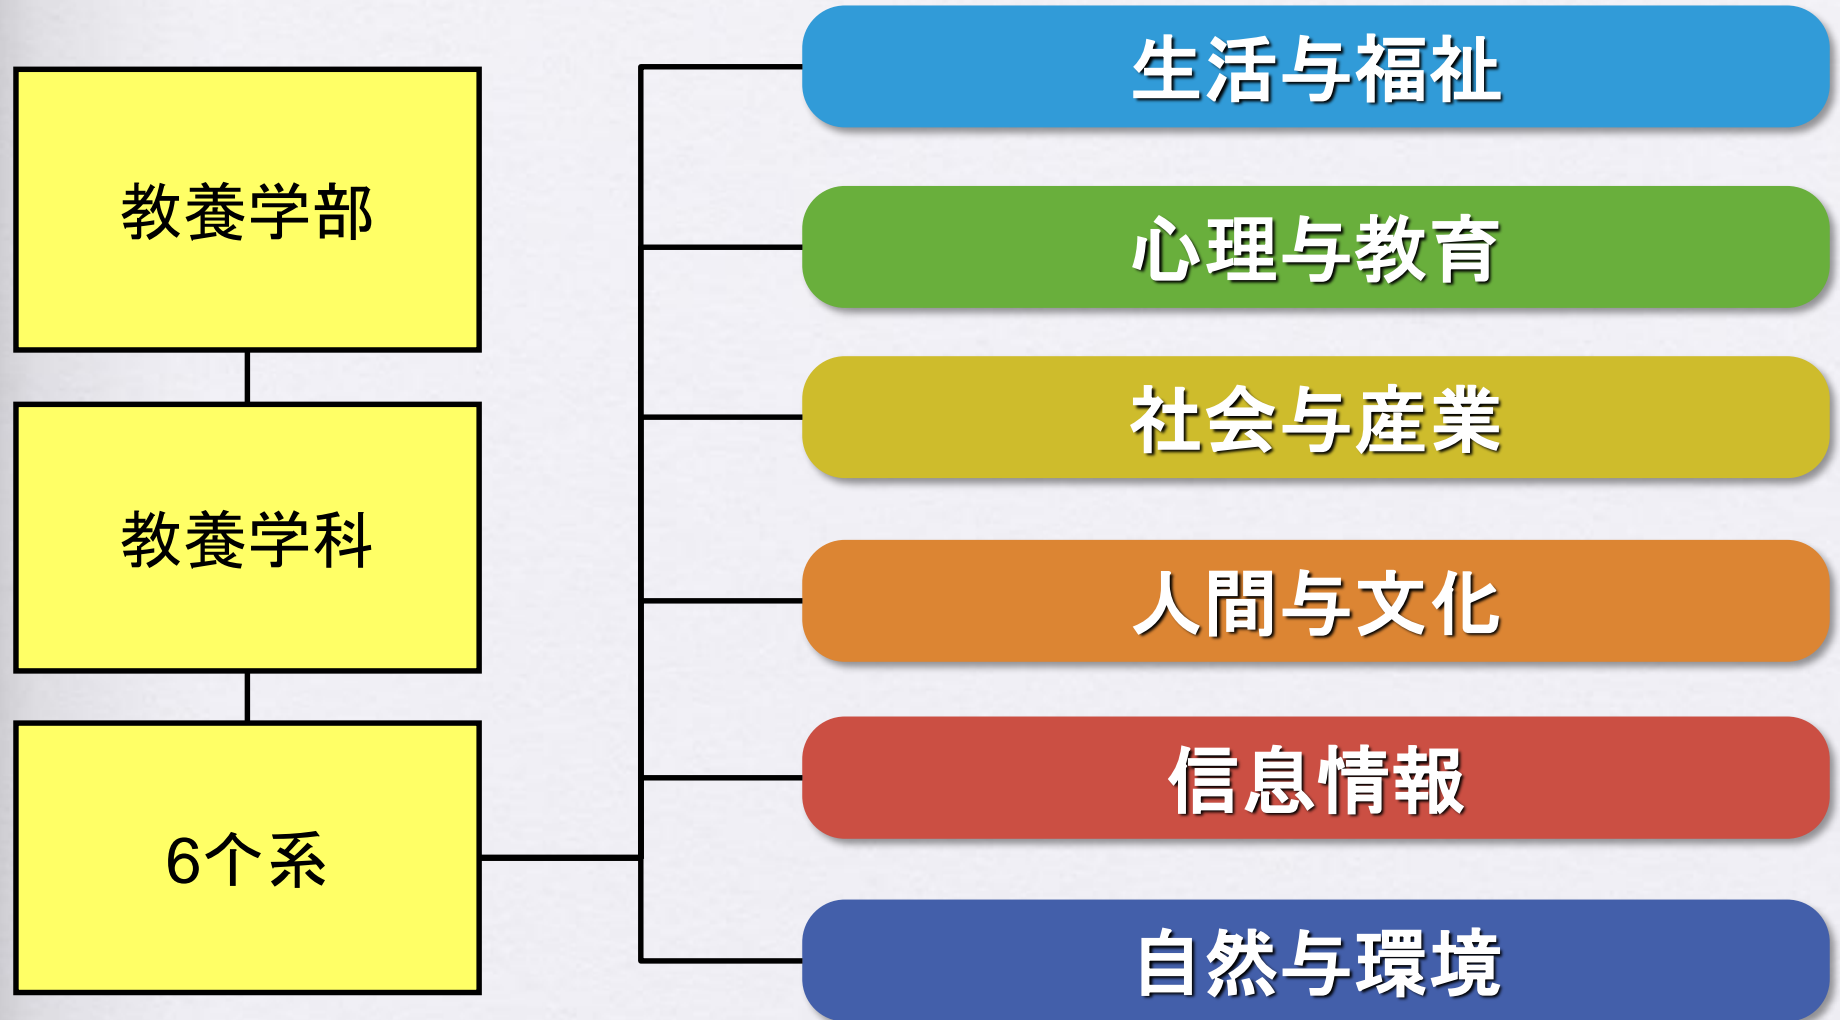 教養学部
教養学科
6个系
生活与福祉
心理与教育
社会与産業
人間与文化
信息情報
自然与環境